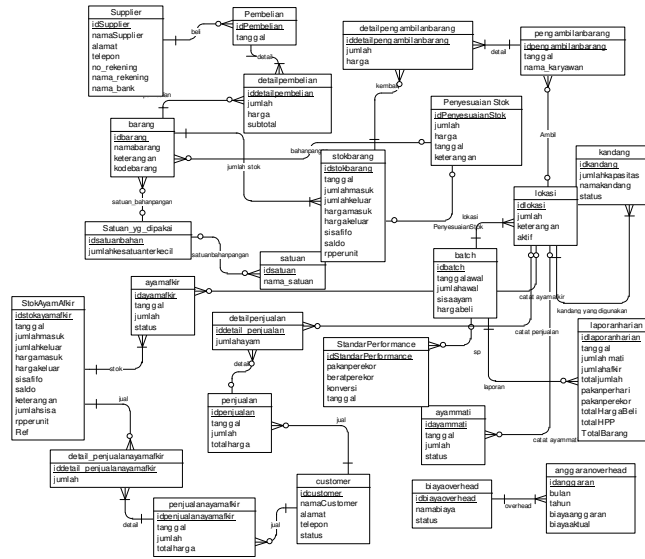 Supplier
idSupplier
namaSupplier
alamat
telepon
no_rekening
nama_rekening
nama_bank
beli
Pembelian
idPembelian
tanggal
detail
detailpembelian
iddetailpembelian
jumlah
harga
subtotal
detailpengambilanbarang
iddetailpengambilanbarang
jumlah
harga
detail
pengambilanbarang
idpengambilanbarang
tanggal
nama_karyawan
kembali
Ambil
barang
idbarang
namabarang
keterangan
kodebarang
jumlah stok
bahanpangan
Penyesuaian Stok
idPenyesuaianStok
jumlah
harga
tanggal
keterangan
stokbarang
idstokbarang
tanggal
jumlahmasuk
jumlahkeluar
hargamasuk
hargakeluar
sisafifo
saldo
rpperunit
kandang
idkandang
jumlahkapasitas
namakandang
status
lokasi
idlokasi
jumlah
keterangan
aktif
lokasi
PenyesuaianStok
satuan_bahanpangan
Satuan_yg_dipakai
idsatuanbahan
jumlahkesatuanterkecil
satuanbahanpangan
satuan
idsatuan
nama_satuan
batch
idbatch
tanggalawal
jumlahawal
sisaayam
hargabeli
ayamafkir
idayamafkir
tanggal
jumlah
status
catat ayamafkir
kandang yang digunakan
StokAyamAfkir
idstokayamafkir
tanggal
jumlahmasuk
jumlahkeluar
hargamasuk
hargakeluar
sisafifo
saldo
keterangan
jumlahsisa
rpperunit
Ref
stok
detailpenjualan
iddetail_penjualan
jumlahayam
catat penjualan
detail
StandarPerformance
idStandarPerformance
pakanperekor
beratperekor
konversi
tanggal
sp
laporan
laporanharian
idlaporanharian
tanggal
jumlah mati
jumlahafkir
totaljumlah
pakanperhari
pakanperekor
totalHargaBeli
totalHPP
TotalBarang
penjualan
idpenjualan
tanggal
jumlah
totalharga
jual
jual
ayammati
idayammati
tanggal
jumlah
status
catat ayammati
detail_penjualanayamafkir
iddetail_penjualanayamafkir
jumlah
detail
penjualanayamafkir
idpenjualanayamafkir
tanggal
jumlah
totalharga
jual
customer
idcustomer
namaCustomer
alamat
telepon
status
biayaoverhead
idbiayaoverhead
namabiaya
status
overhead
anggaranoverhead
idanggaran
bulan
tahun
biayaanggaran
biayaaktual